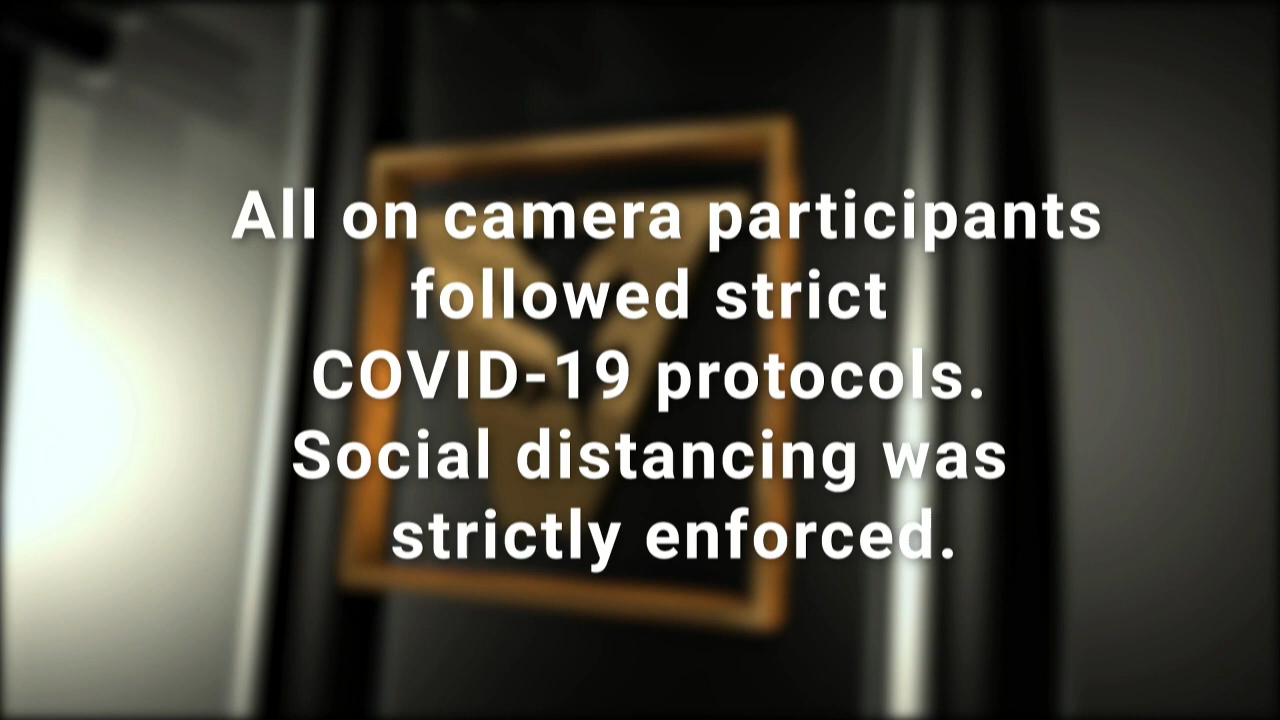 All on camera participants
followed strict
COVID-19 protocols.
Social distancing was
strictly enforced.